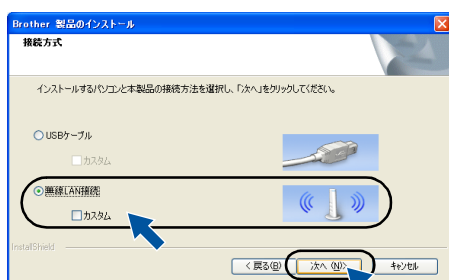 Brother 製品のインストール
接続方式
インストールするパソコンと本製品の接続方法を選択し、「次へ」をクリックしてください。
USBケーブル
カスタム
無線LAN接続
カスタム
InstallShield
< 戻る(B)
次へ (N)>
キャンセル